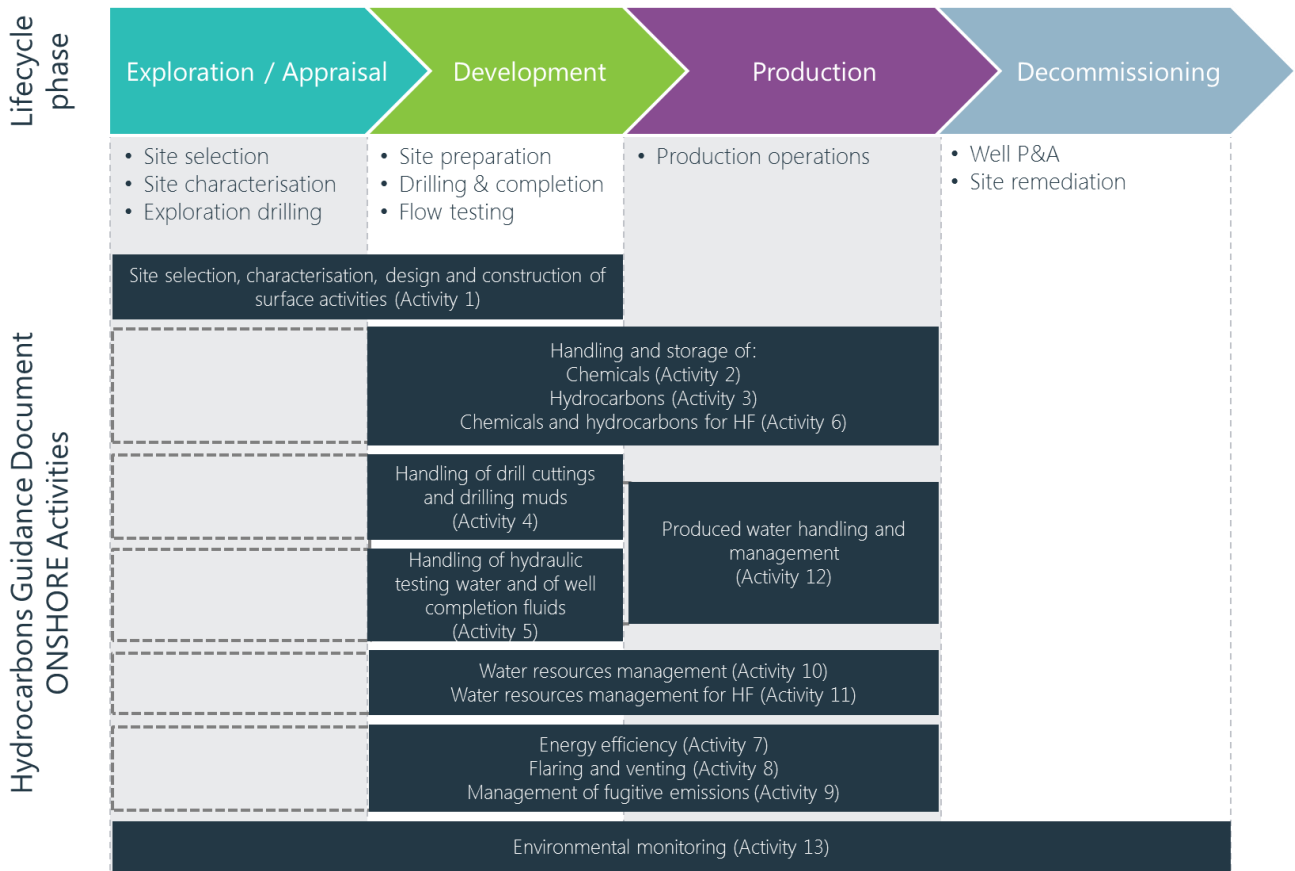 Lifecycle
phase
Exploration / Appraisal
Development
Production
Decommissioning
• Site selection
• Site characterisation
• Exploration drilling
• Site preparation
• Drilling & completion
• Flow testing
• Production operations
• Well P&A
• Site remediation
Hydrocarbons Guidance Document
ONSHORE Activities
Site selection, characterisation, design and construction of
surface activities (Activity 1)
Handling and storage of:
Chemicals (Activity 2)
Hydrocarbons (Activity 3)
Chemicals and hydrocarbons for HF (Activity 6)
Handling of drill cuttings
and drilling muds
(Activity 4)
Handling of hydraulic
testing water and of well
completion fluids
(Activity 5)
Produced water handling and
management
(Activity 12)
Water resources management (Activity 10)
Water resources management for HF (Activity 11)
Energy efficiency (Activity 7)
Flaring and venting (Activity 8)
Management of fugitive emissions (Activity 9)
Environmental monitoring (Activity 13)